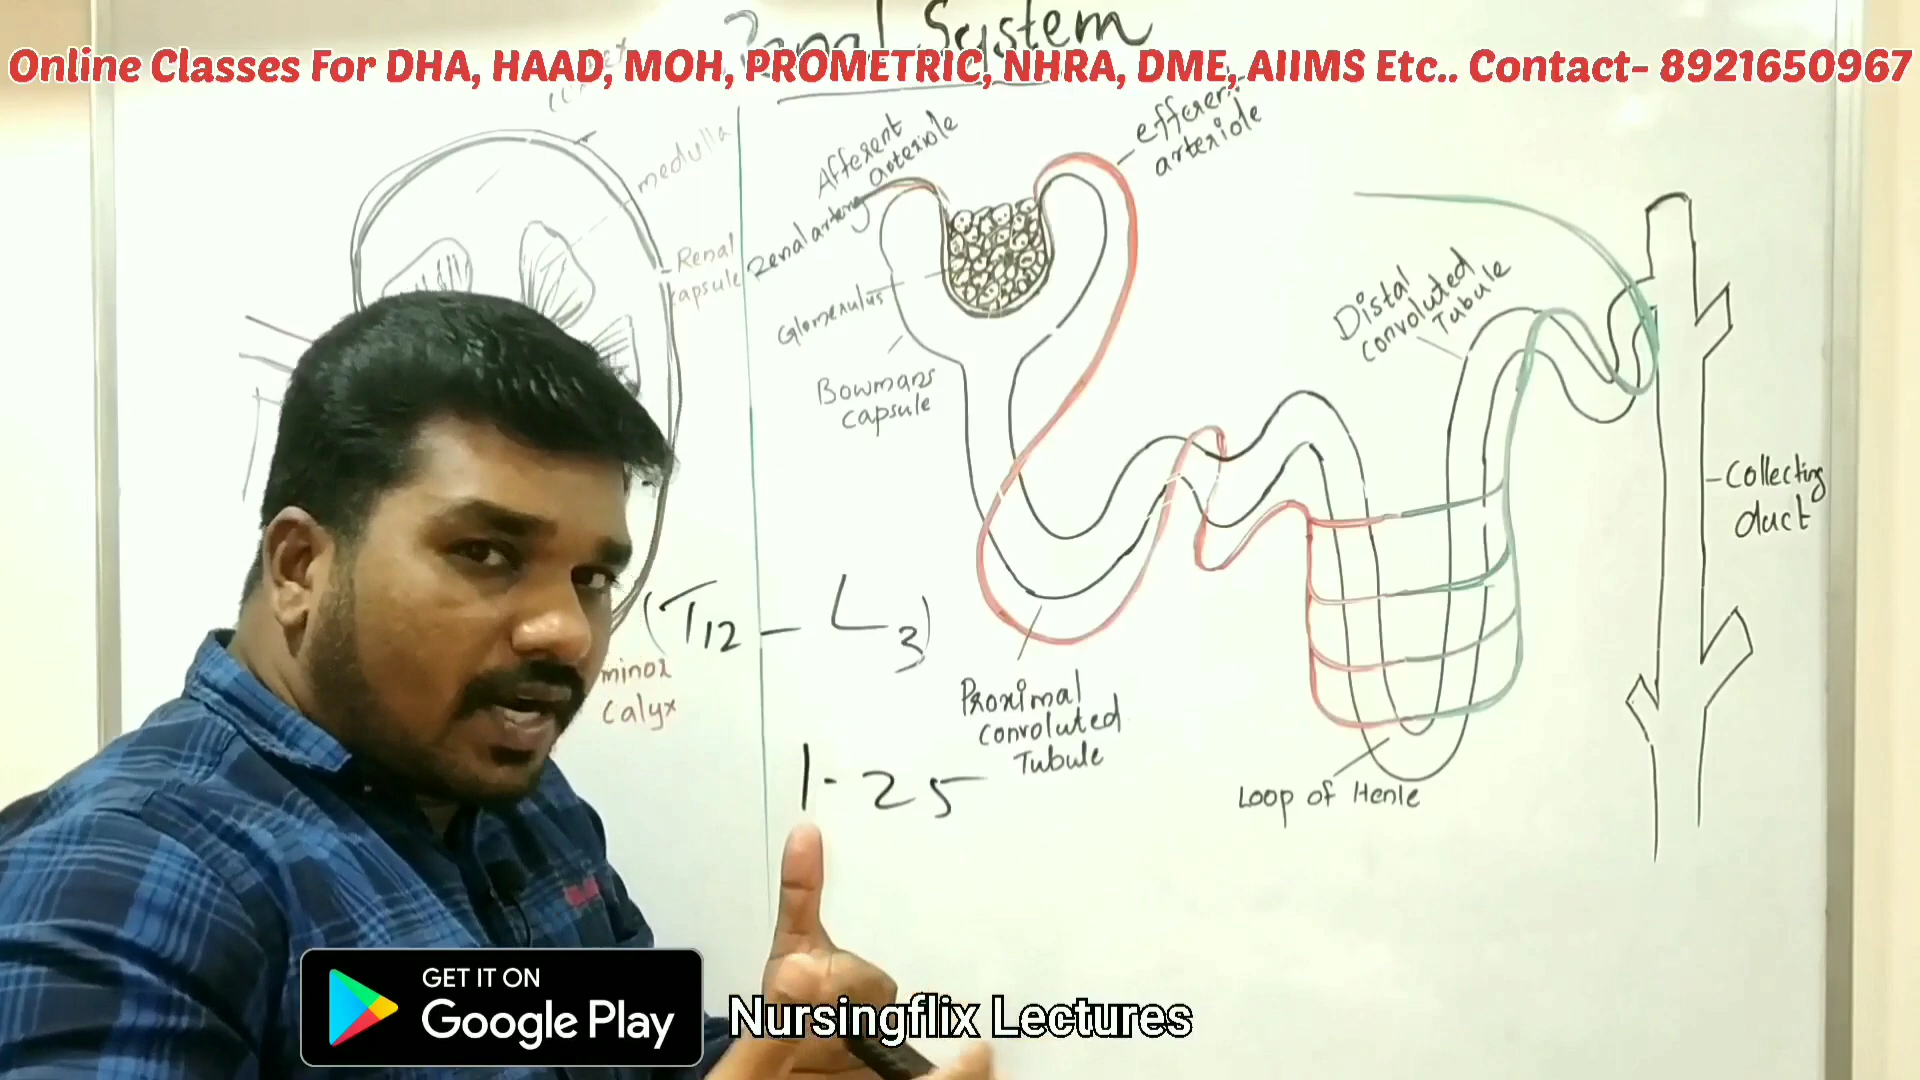 Renal System
Online Classes For DHA, HAAD, MOH, PROMETRIC, NHRA, DME, AIIMS Etc.. Contact- 8921650967
medulla
Renal
capsule
Afferent
arteriole
Renal artery
efferent
arteriole
Glomerulus
Bowmans
capsule
Distal
convoluted
Tubule
Collecting
duct
(T12 – L3)
minor
calyx
Proximal
convoluted
Tubule
1-25
Loop of Henle
GET IT ON
Google Play
Nursingflix Lectures